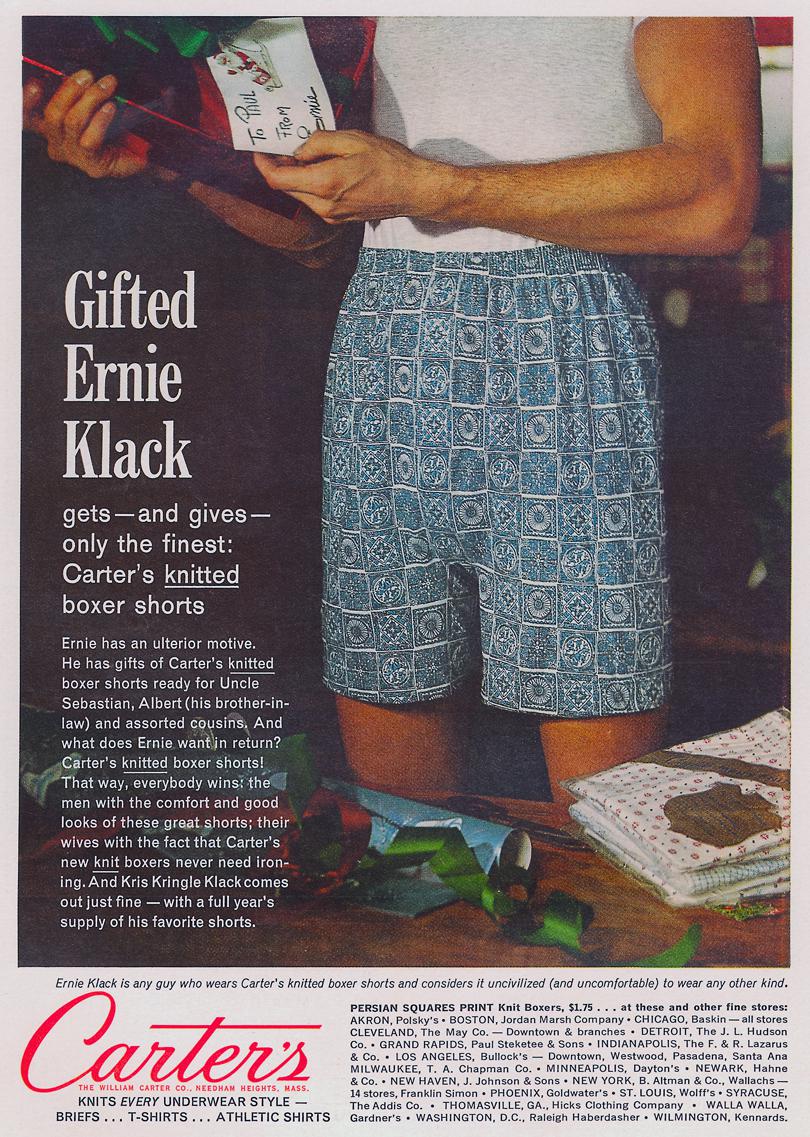 TO PAUL
FROM
Ernie
Gifted
Ernie
Klack
gets—and gives—
only the finest:
Carter's knitted
boxer shorts
Ernie has an ulterior motive.
He has gifts of Carter's knitted
boxer shorts ready for Uncle
Sebastian, Albert (his brother-in-
law) and assorted cousins. And
what does Ernie want in return?
Carter's knitted boxer shorts!
That way, everybody wins: the
men with the comfort and good
looks of these great shorts; their
wives with the fact that Carter's
new knit boxers never need iron-
ing. And Kris Kringle Klack comes
out just fine — with a full year's
supply of his favorite shorts.
Ernie Klack is any guy who wears Carter's knitted boxer shorts and considers it uncivilized (and uncomfortable) to wear any other kind.
Carter's
THE WILLIAM CARTER CO., NEEDHAM HEIGHTS, MASS.
KNITS EVERY UNDERWEAR STYLE —
BRIEFS . . . T-SHIRTS . . . ATHLETIC SHIRTS
PERSIAN SQUARES PRINT Knit Boxers, $1.75 . . . at these and other fine stores:
AKRON, Polsky's • BOSTON, Jordan Marsh Company • CHICAGO, Baskin — all stores
CLEVELAND, The May Co. — Downtown & branches • DETROIT, The J. L. Hudson
Co. • GRAND RAPIDS, Paul Steketee & Sons • INDIANAPOLIS, The F. & R. Lazarus
& Co. • LOS ANGELES, Bullock's — Downtown, Westwood, Pasadena, Santa Ana
MILWAUKEE, T. A. Chapman Co. • MINNEAPOLIS, Dayton's • NEWARK, Hahne
& Co. • NEW HAVEN, J. Johnson & Sons • NEW YORK, B. Altman & Co., Wallachs —
14 stores, Franklin Simon • PHOENIX, Goldwater's • ST. LOUIS, Wolff's • SYRACUSE,
The Addis Co. • THOMASVILLE, GA., Hicks Clothing Company • WALLA WALLA,
Gardner's • WASHINGTON, D.C., Raleigh Haberdasher • WILMINGTON, Kennards.